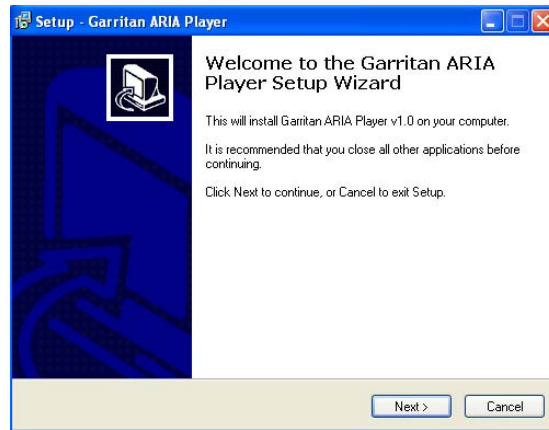 Setup - Garritan ARIA Player
Welcome to the Garritan ARIA
Player Setup Wizard
This will install Garritan ARIA Player v1.0 on your computer.
It is recommended that you close all other applications before
continuing.
Click Next to continue, or Cancel to exit Setup.
Next > Cancel